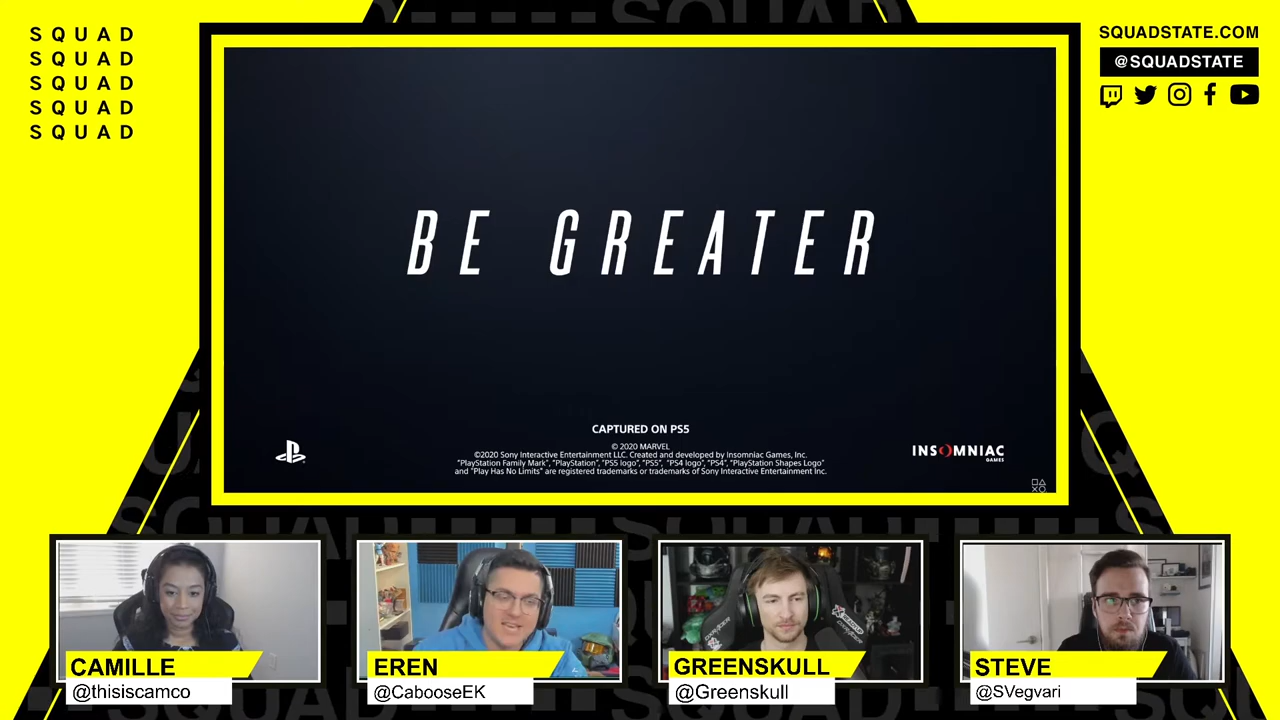 SQUAD
SQUAD
SQUAD
SQUAD
SQUAD
SQUADSTATE.COM
@SQUADSTATE
BE GREATER
CAPTURED ON PS5
© 2020 MARVEL
©2020 Sony Interactive Entertainment LLC. Created and developed by Insomniac Games, Inc.
"PlayStation Family Mark", "PlayStation", "PS5 logo", "PS5", "PS4 logo", "PS4", "PlayStation Shapes Logo"
and "Play Has No Limits" are registered trademarks or trademarks of Sony Interactive Entertainment Inc.
INSOMNIAC
GAMES
CAMILLE
@thisiscamco
EREN
@CabooseEK
GREENSKULL
@Greenskull
STEVE
@SVegvari